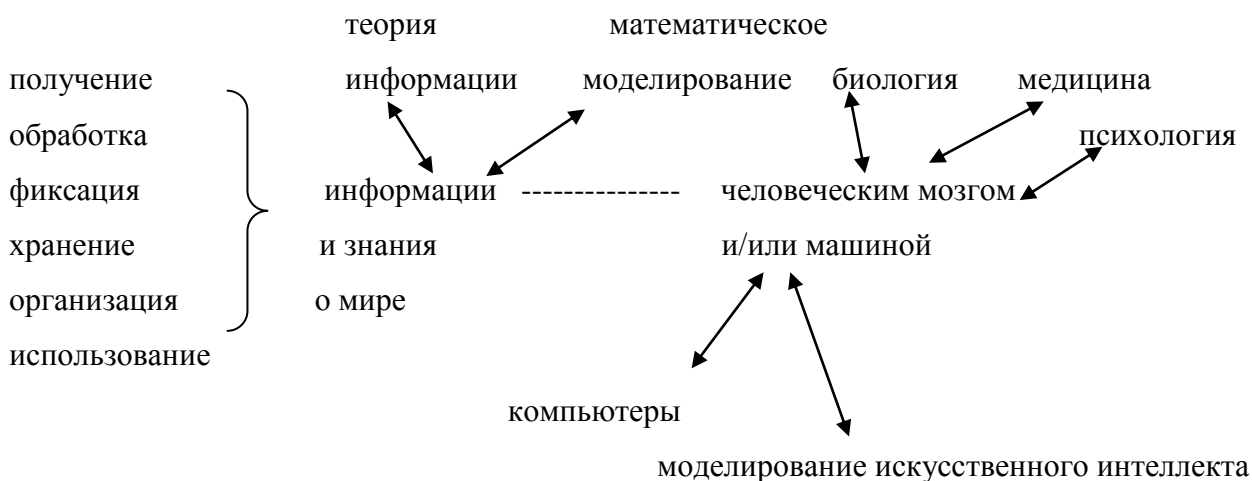 теория математическое
получение информации моделирование биология медицина
обработка психология
фиксация информации --------------- человеческим мозгом
хранение и знания и/или машиной
организация о мире
использование
компьютеры
моделирование искусственного интеллекта